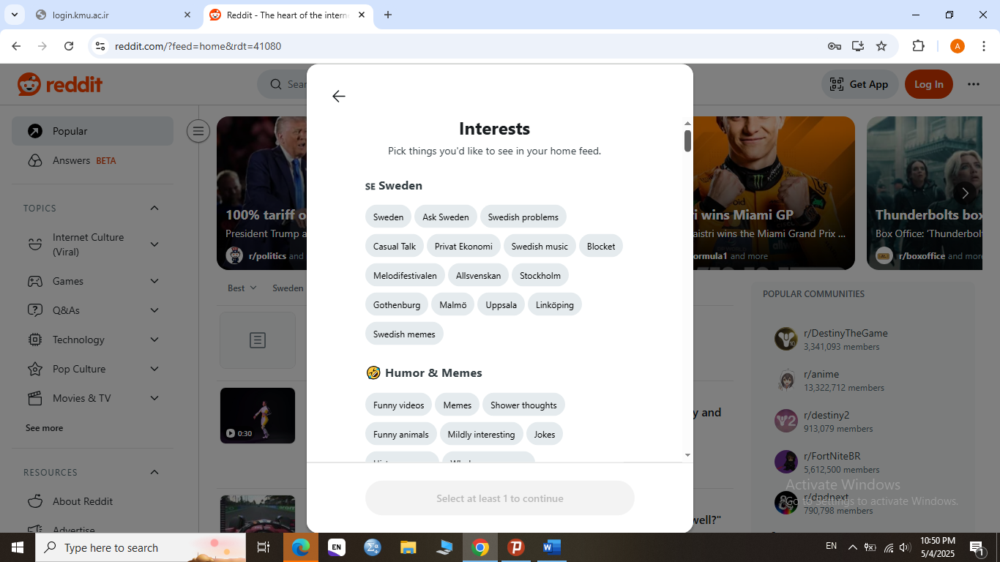 login.kmu.ac.ir
Reddit - The heart of the intern
reddit.com/?feed=home&rdt=41080
A
reddit
Sear
Get App
Log In
Popular
Answers BETA
TOPICS
Internet Culture
(Viral)
Games
Q&As
Technology
Pop Culture
Movies & TV
See more
RESOURCES
About Reddit
Advertise
100% tariff o
President Trump a
r/politics and
Best
Sweden
0:30
Interests
Pick things you'd like to see in your home feed.
SE Sweden
Sweden
Ask Sweden
Swedish problems
Casual Talk
Privat Ekonomi
Swedish music
Blocket
Melodifestivalen
Allsvenskan
Stockholm
Gothenburg
Malmö
Uppsala
Linköping
Swedish memes
Humor & Memes
Funny videos
Memes
Shower thoughts
Funny animals
Mildly interesting
Jokes
Select at least 1 to continue
ri wins Miami GP
aistri wins the Miami Grand Prix ...
ormula1 and more
Thunderbolts box
Box Office: 'Thunderbol
r/boxoffice and more
y and
well?"
POPULAR COMMUNITIES
r/DestinyTheGame
3,341,093 members
r/anime
13,322,712 members
r/destiny2
913,079 members
r/FortNiteBR
5,612,500 members
r/dndnext
790,798 members
Activate Windows
Go to Settings to activate Windows.
Type here to search
EN
EN
10:50 PM
5/4/2025
1